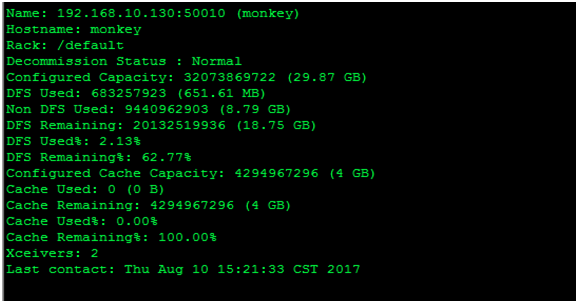 Name: 192.168.10.130:50010 (monkey)
Hostname: monkey
Rack: /default
Decommission Status : Normal
Configured Capacity: 32073869722 (29.87 GB)
DFS Used: 683257923 (651.61 MB)
Non DFS Used: 9440962903 (8.79 GB)
DFS Remaining: 20132519936 (18.75 GB)
DFS Used%: 2.13%
DFS Remaining%: 62.77%
Configured Cache Capacity: 4294967296 (4 GB)
Cache Used: 0 (0 B)
Cache Remaining: 4294967296 (4 GB)
Cache Used%: 0.00%
Cache Remaining%: 100.00%
Xceivers: 2
Last contact: Thu Aug 10 15:21:33 CST 2017